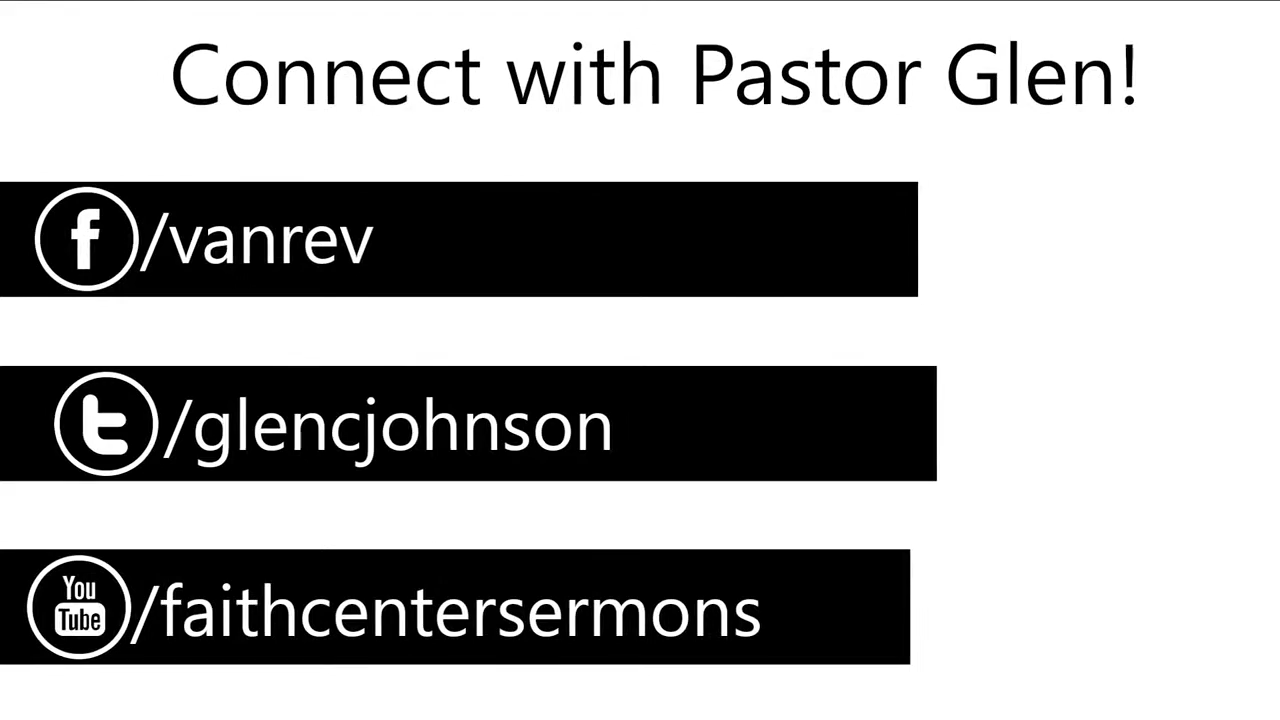 Connect with Pastor Glen!
f/vanrev
t/glencjohnson
You
Tube/faithcentersermons